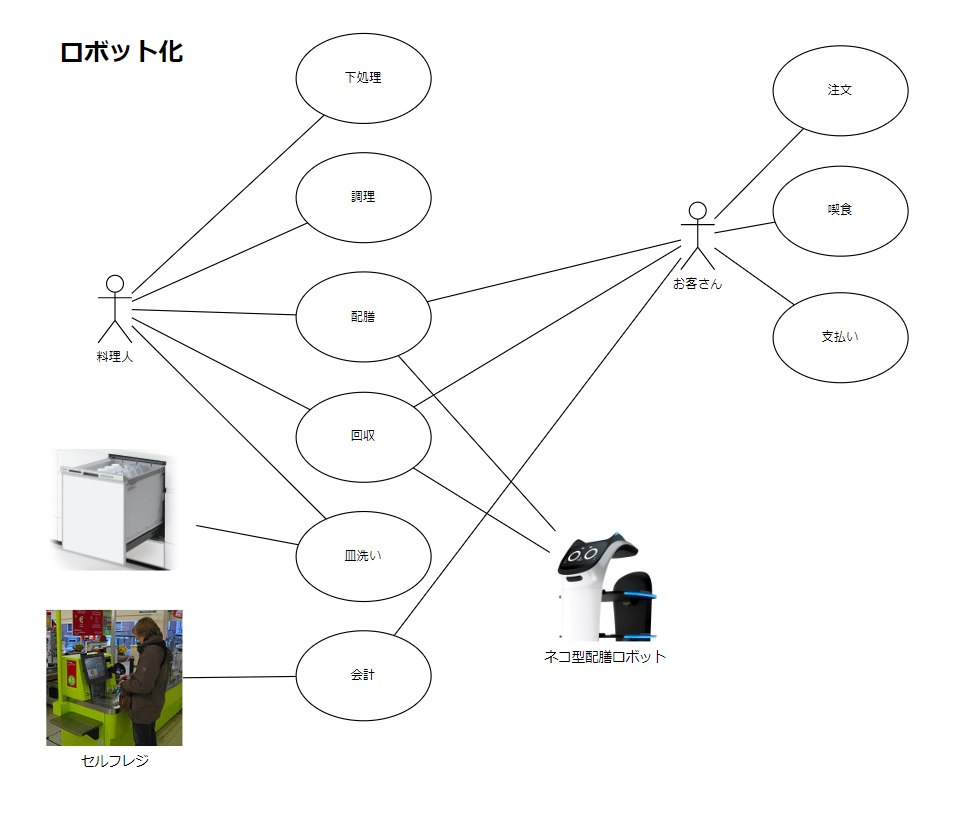 ロボット化
下処理
注文
調理
喫食
お客さん
配膳
支払い
料理人
回収
皿洗い
ネコ型配膳ロボット
会計
セルフレジ